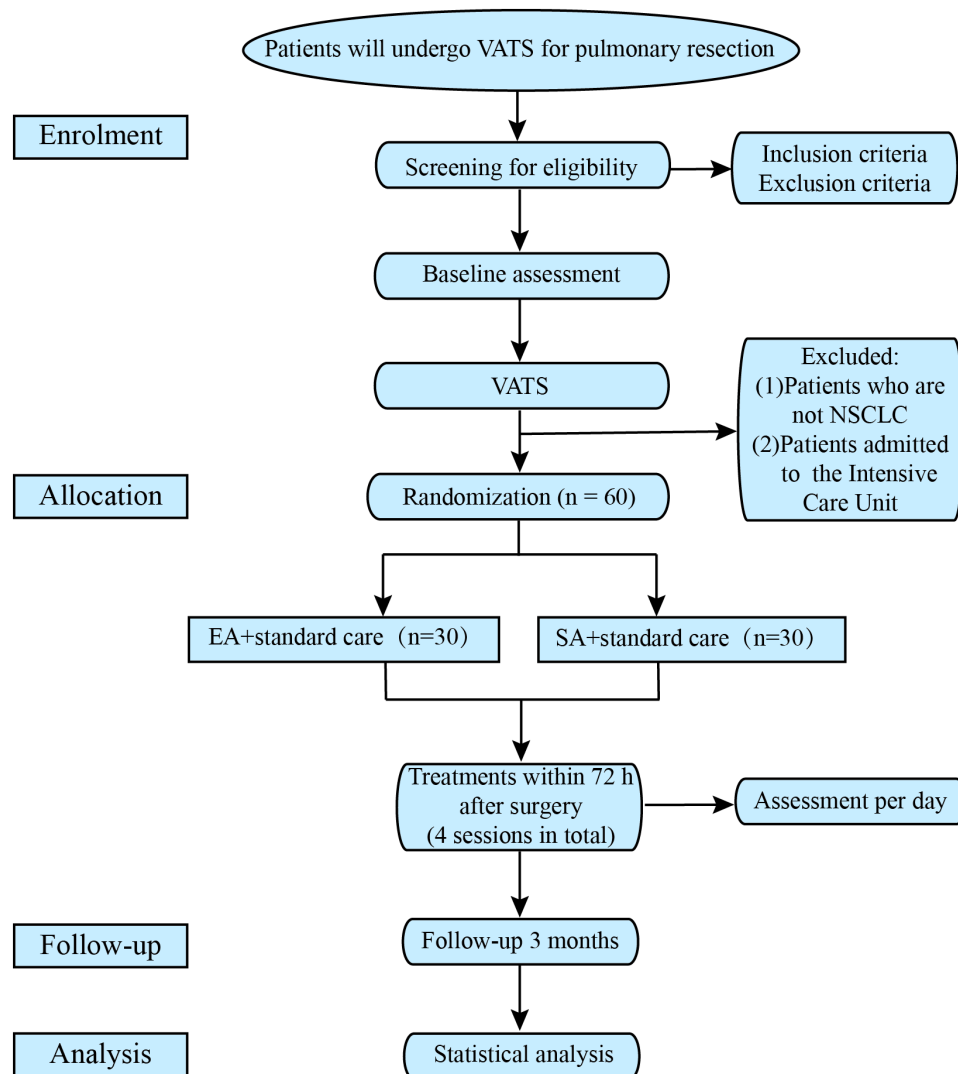 Patients will undergo VATS for pulmonary resection
Enrolment
Screening for eligibility
Inclusion criteria
Exclusion criteria
Baseline assessment
VATS
Excluded:
(1)Patients who are
not NSCLC
(2)Patients admitted
to the Intensive
Care Unit
Allocation
Randomization (n = 60)
EA+standard care（n=30）
SA+standard care（n=30）
Treatments within 72 h
after surgery
(4 sessions in total)
Assessment per day
Follow-up
Follow-up 3 months
Analysis
Statistical analysis